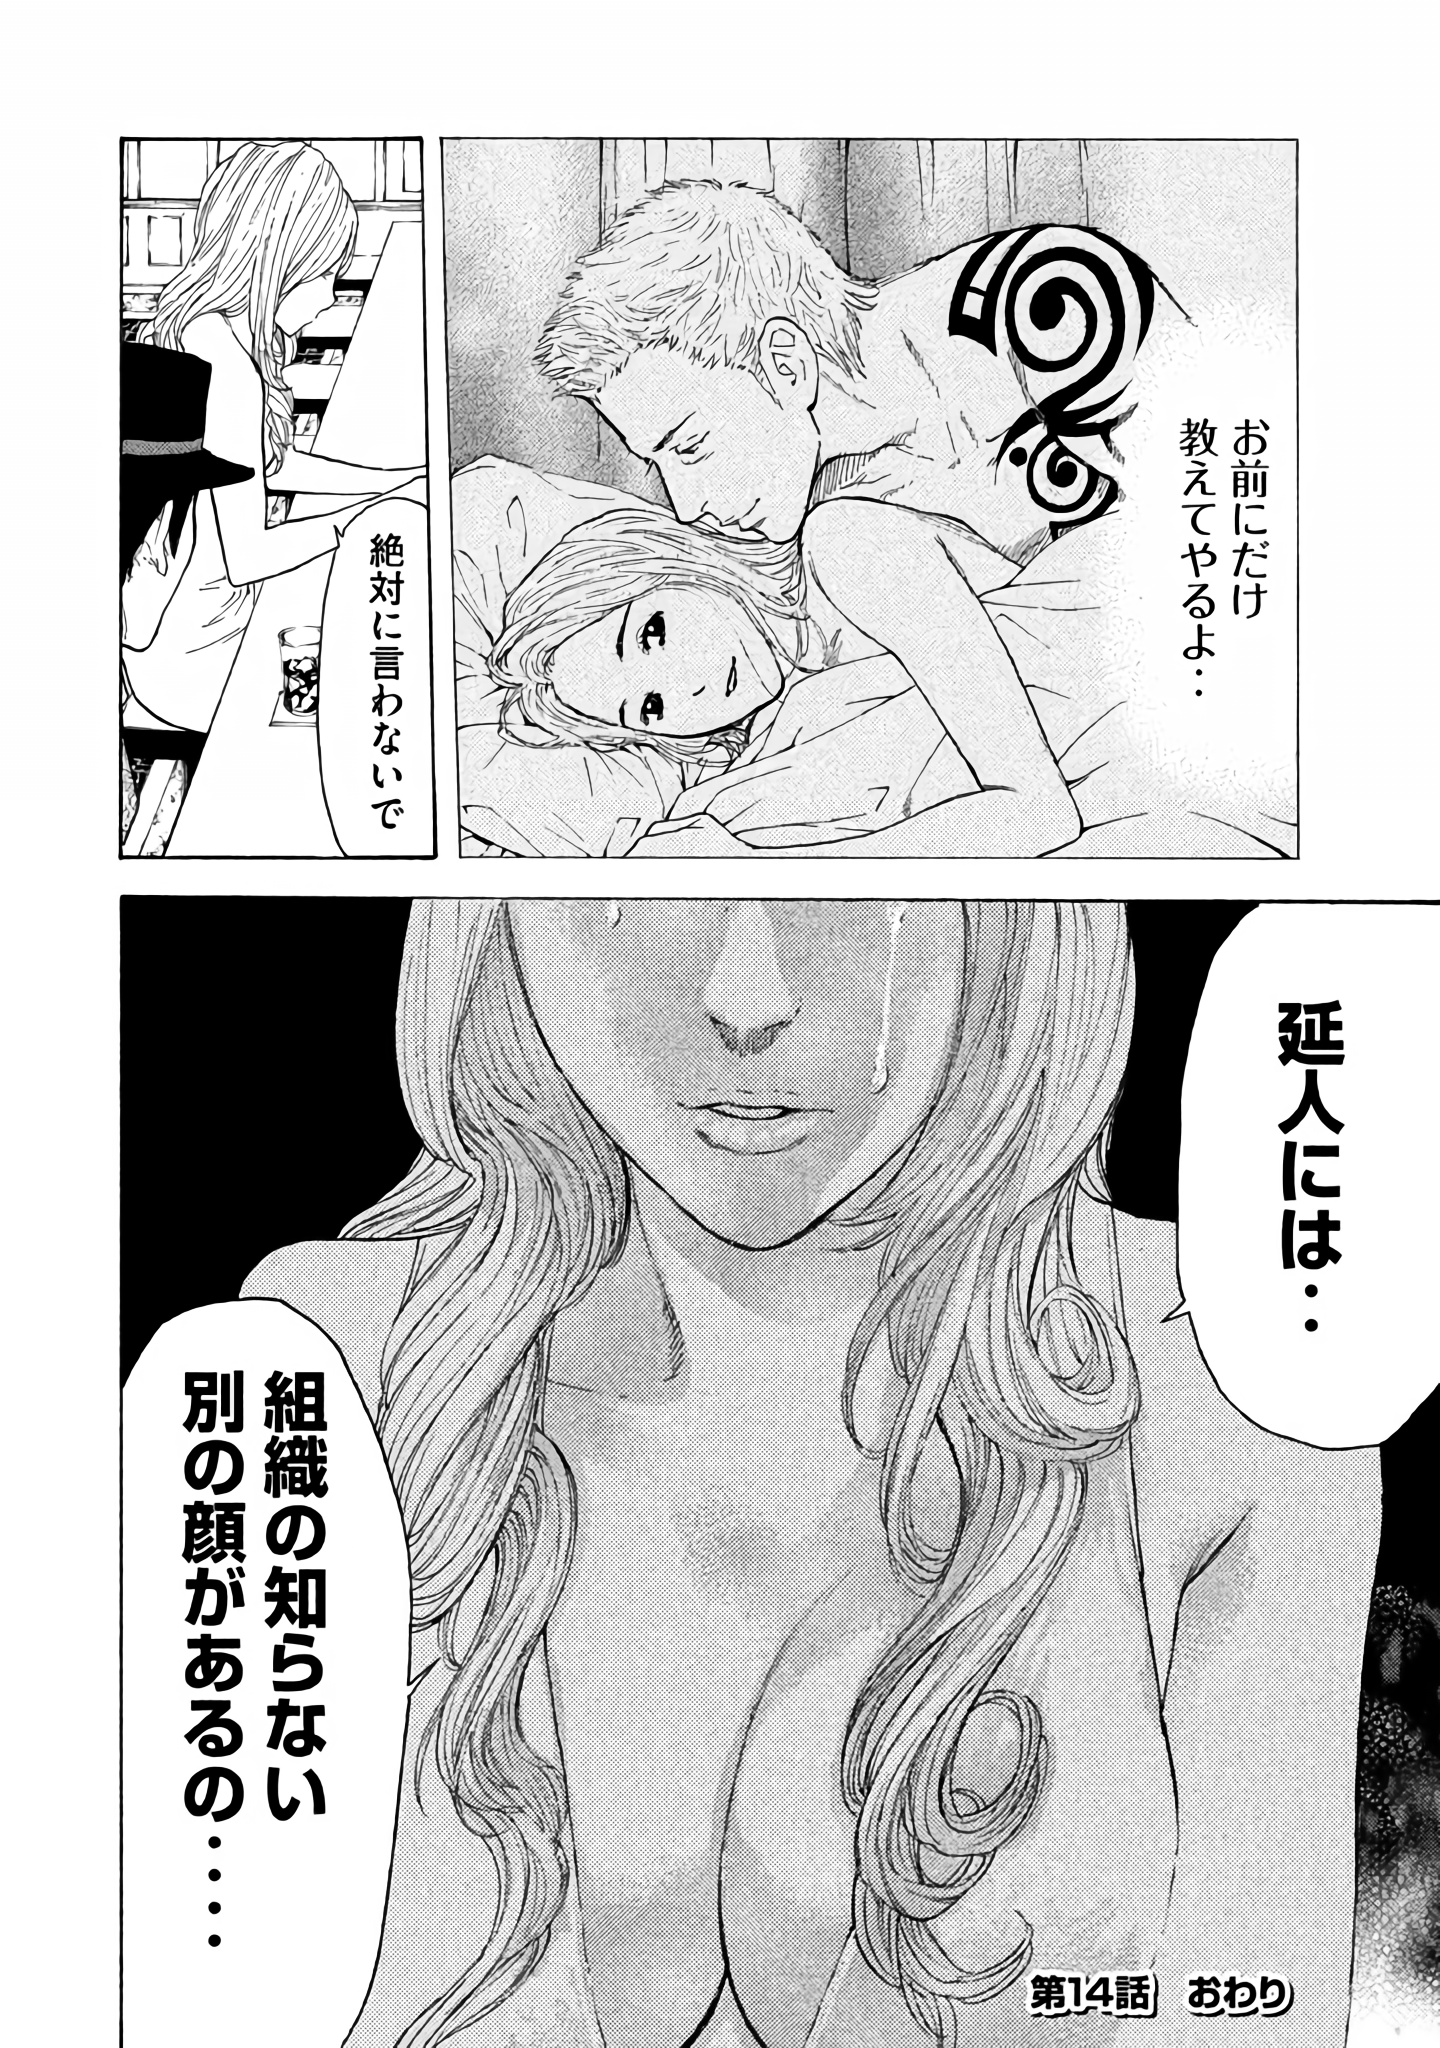 お前にだけ
教えてやるよ‥
絶対に言わないで
延人には‥
組織の知らない
別の顔があるの‥‥
第14話 おわり